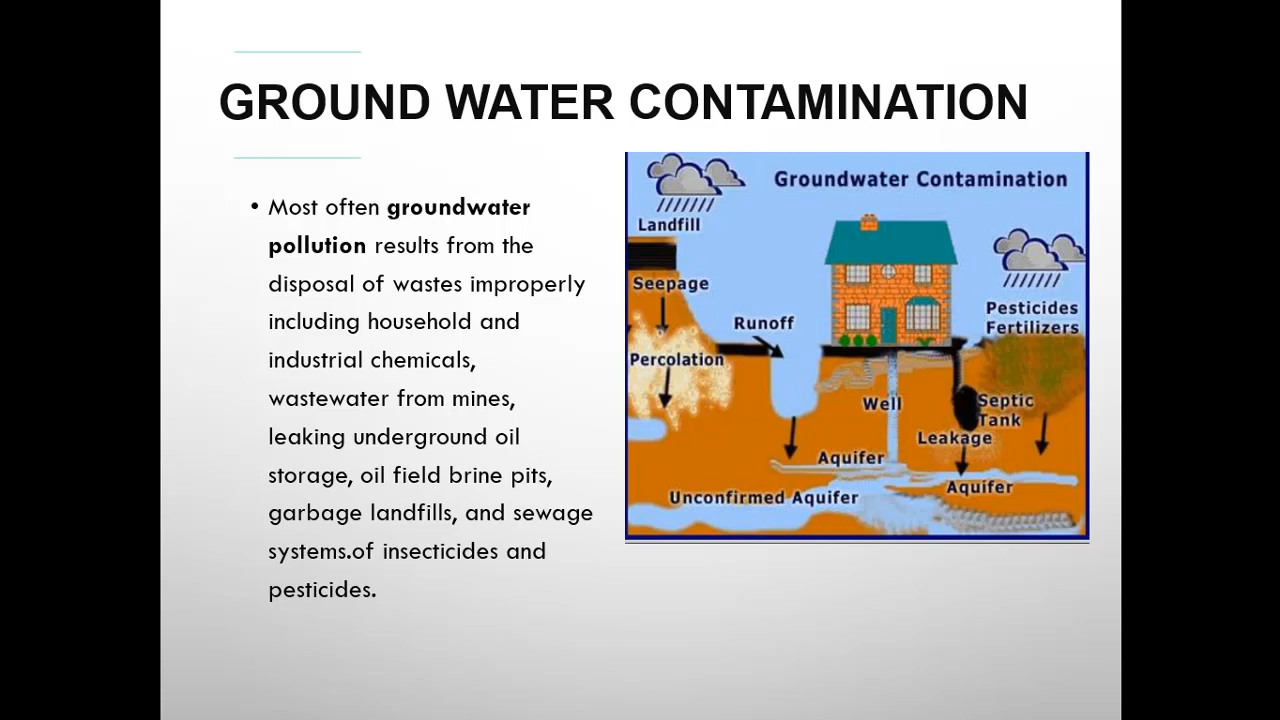 GROUND WATER CONTAMINATION
• Most often groundwater
pollution results from the
disposal of wastes improperly
including household and
industrial chemicals,
wastewater from mines,
leaking underground oil
storage, oil field brine pits,
garbage landfills, and sewage
systems.of insecticides and
pesticides.
Groundwater Contamination
Landfill
Seepage
Pesticides
Fertilizers
Runoff
Percolation
Well
Septic
Tank
Leakage
Aquifer
Aquifer
Unconfirmed Aquifer